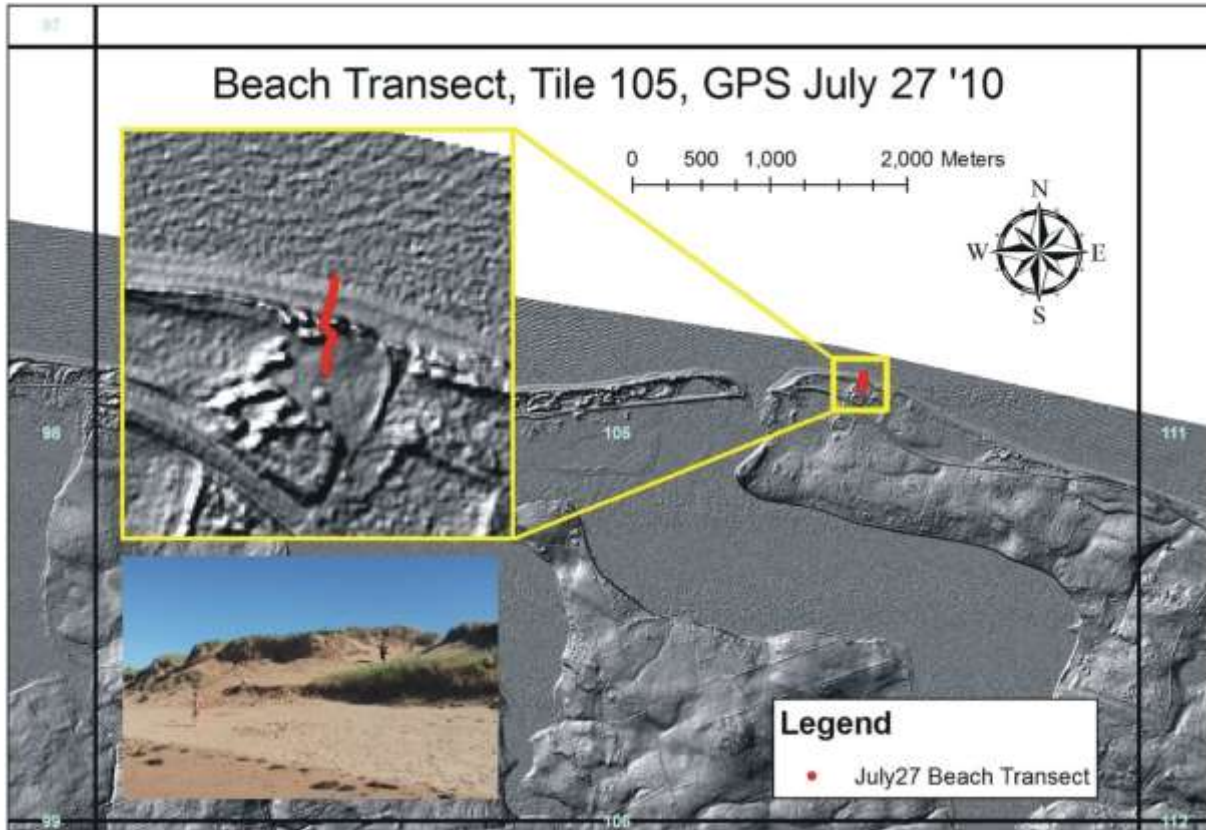 97
Beach Transect, Tile 105, GPS July 27 '10
0 500 1,000 2,000 Meters
N
W E
S
98 105 111
Legend
July27 Beach Transect
99 106 112